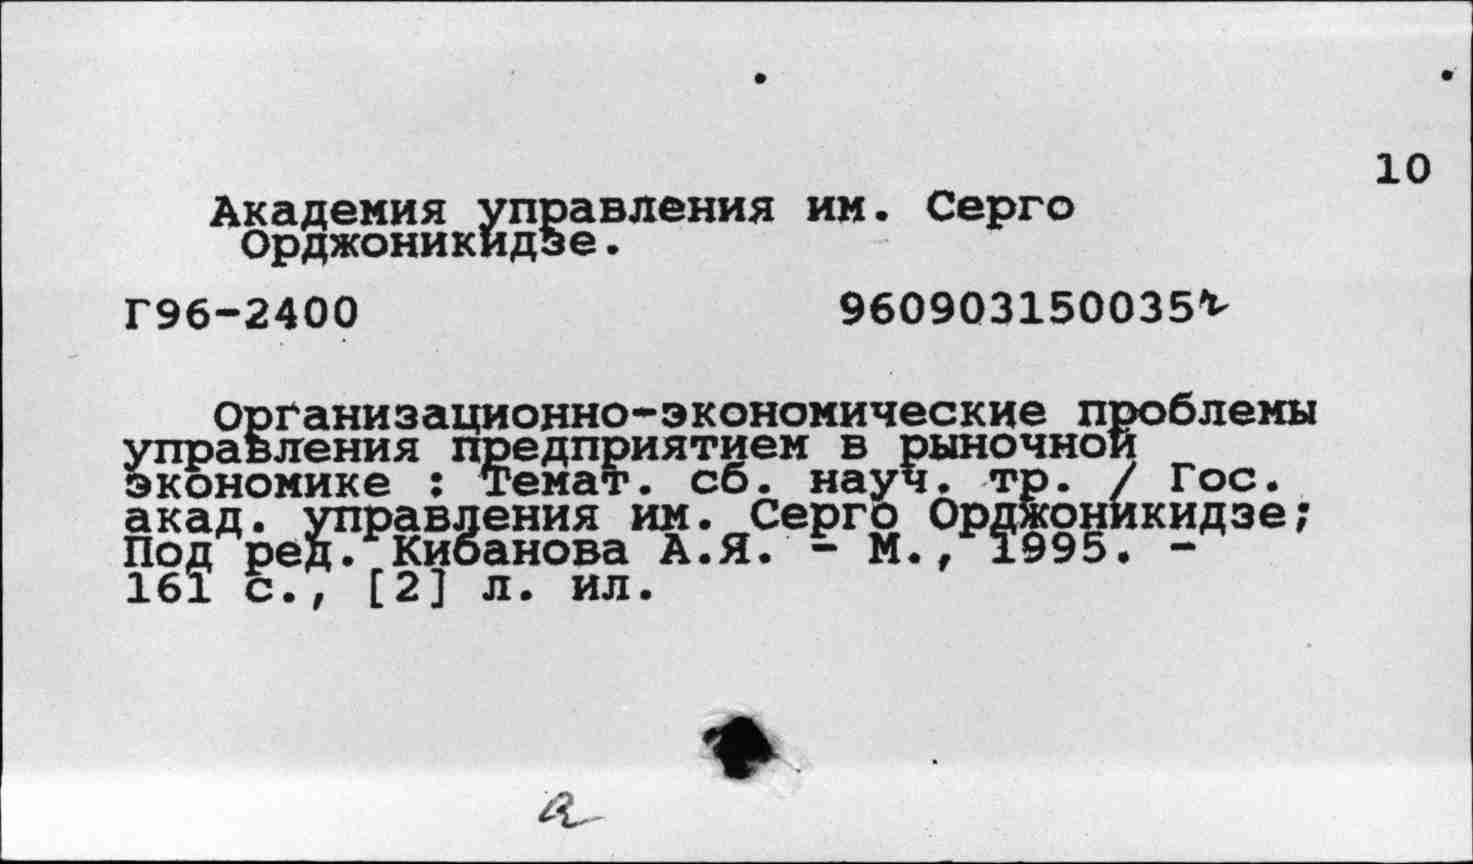 10
Академия управления им. Серго
Орджоникидзе.
Г96-2400 960903150035
Организационно-экономические проблемы
управления предприятием в рыночной
экономике : Темат. сб. науч. тр. / Гос.
акад. управления им. Серго Орджоникидзе;
Под ред. Кибанова А.Я. - М., 1995. -
161 с., [2] л. ил.